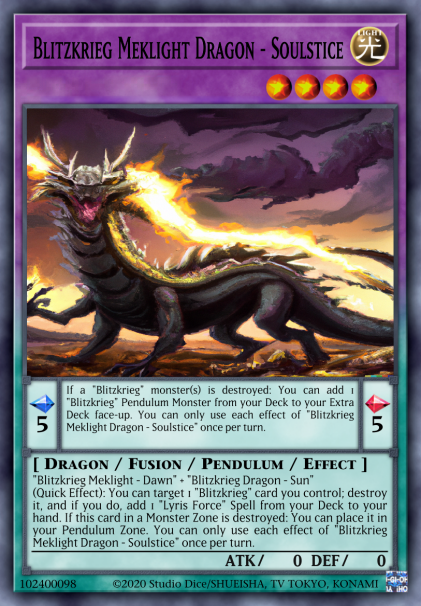 BLITZKRIEG MEKLIGHT DRAGON - SOULSTICE
LIGHT
光
If a "Blitzkrieg" monster(s) is destroyed: You can add 1
"Blitzkrieg" Pendulum Monster from your Deck to your Extra
Deck face-up. You can only use each effect of "Blitzkrieg
Meklight Dragon - Soulstice" once per turn.
5
5
[ DRAGON / FUSION / PENDULUM / EFFECT ]
"Blitzkrieg Meklight - Dawn" + "Blitzkrieg Dragon - Sun"
(Quick Effect): You can target 1 "Blitzkrieg" card you control; destroy
it, and if you do, add 1 "Lyris Force" Spell from your Deck to your
hand. If this card in a Monster Zone is destroyed: You can place it
in your Pendulum Zone. You can only use each effect of "Blitzkrieg
Meklight Dragon - Soulstice" once per turn.
ATK/ 0 DEF/ 0
102400098 ©2020 Studio Dice/SHUEISHA, TV TOKYO, KONAMI